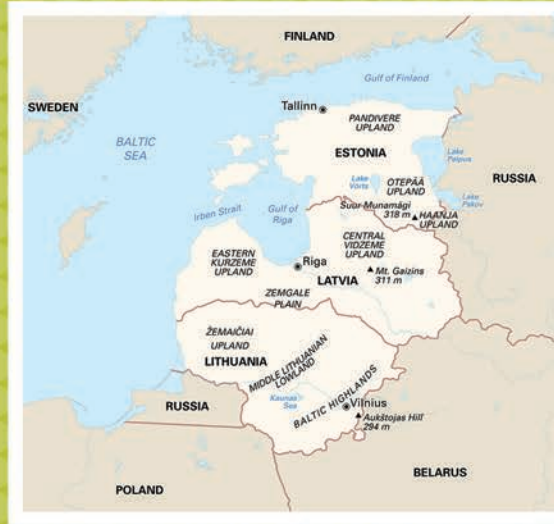 FINLAND
Gulf of Finland
SWEDEN
Tallinn
PANDIVERE
UPLAND
BALTIC
SEA
ESTONIA
Lake
Peipus
RUSSIA
Lake
Võrts
OTEPÄÄ
UPLAND
Lake
Pskov
Irben Strait
Gulf of
Riga
Suur Munamägi
318 m
HAANJA
UPLAND
CENTRAL
VIDZEME
UPLAND
EASTERN
KURZEME
UPLAND
Riga
Mt. Gaizins
311 m
LATVIA
ZEMGALE
PLAIN
ŽEMAIČIAI
UPLAND
LITHUANIA
MIDDLE LITHUANIAN
LOWLAND
Kaunas
Sea
BALTIC HIGHLANDS
Vilnius
RUSSIA
Aukštojas Hill
294 m
BELARUS
POLAND